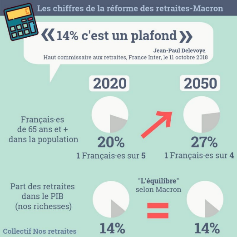 Les chiffres de la réforme des retraites-Macron
« 14% c'est un plafond »
Jean-Paul Delevoye
Haut commissaire aux retraites, France Inter, le 11 octobre 2018
2020
2050
Français·es
de 65 ans et +
dans la population
20%
1 Français·es sur 5
27%
1 Français·es sur 4
Part des retraites
dans le PIB
(nos richesses)
"L'équilibre"
selon Macron
=
14%
14%
Collectif Nos retraites